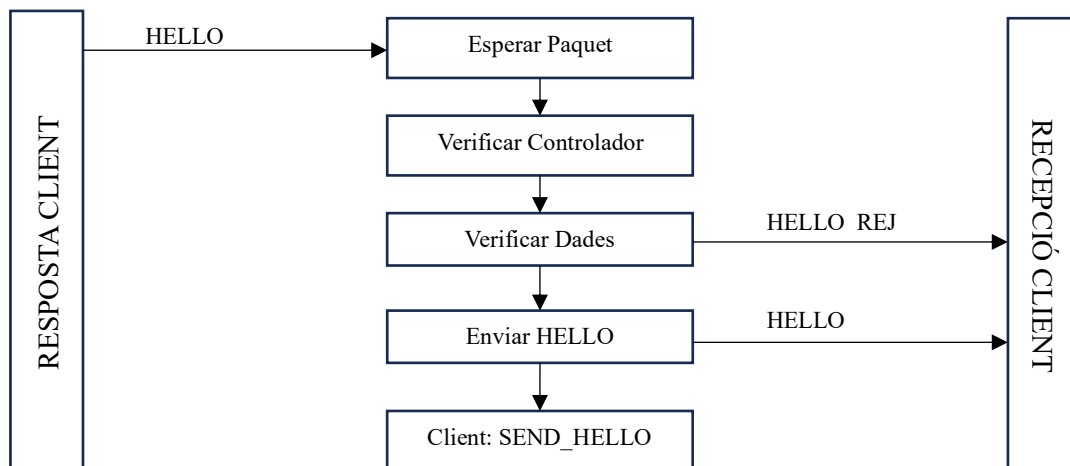 RESPOSTA CLIENT
HELLO
Esperar Paquet
Verificar Controlador
Verificar Dades
HELLO REJ
Enviar HELLO
HELLO
Client: SEND_HELLO
RECEPCIÓ CLIENT